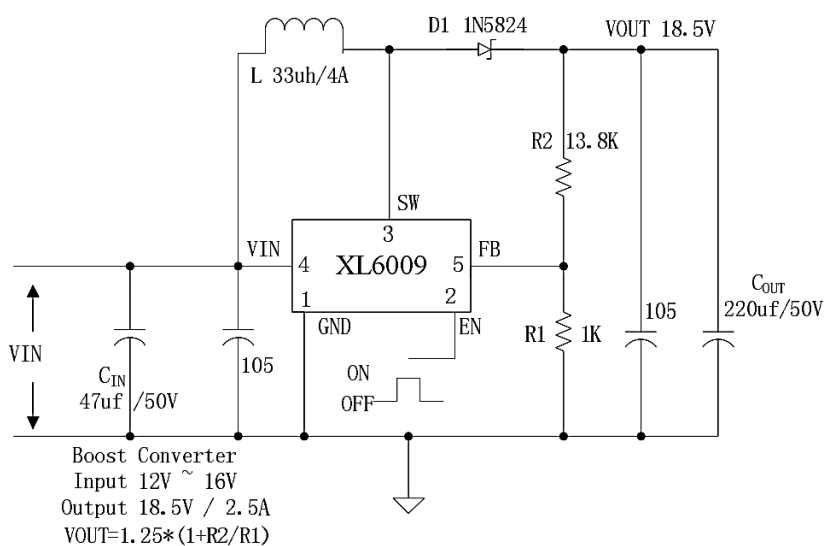 D1 1N5824
VOUT 18.5V
L 33uh/4A
R2 13.8K
SW
3
VIN
4
XL6009
5
FB
1
2
GND
EN
VIN
CIN
47uf /50V
105
ON
OFF
R1 1K
105
COUT
220uf/50V
Boost Converter
Input 12V ~ 16V
Output 18.5V / 2.5A
VOUT=1.25*(1+R2/R1)